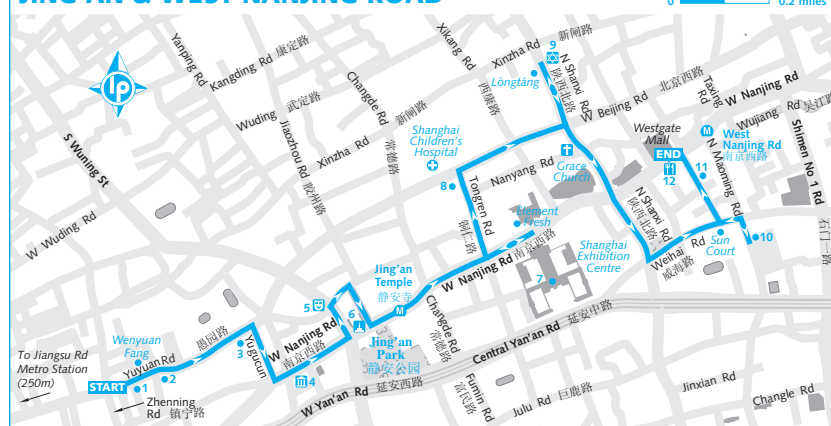 JING'AN & WEST NANJING ROAD
0
0.2 miles
Yanping Rd
Kangding Rd 康定路
Wuding Rd 武定路
Changde Rd
常德路
Xikang Rd
西康路
Xinzha Rd 新闸路
9
N Shanxi Rd
陕西北路
Lòngtáng
W Beijing Rd 北京西路
Taxing Rd
W Nanjing Rd
Wujiang Rd 吴江路
lp
S Wuning St
Jiaozhou Rd
胶州路
Xinzha Rd
新闸路
Shanghai
Children's
Hospital
Westgate
Mall
END
M
West
Nanjing Rd
南京西路
Shimen No 1 Rd
石门一路
11
12
N Maoming Rd
Nanyang Rd
Grace
Church
8
Tongren Rd
铜仁路
Element
Fresh
N Shanxi Rd
陕西北路
W Wuding Rd
Shanghai
Exhibition
Centre
7
Weihai Rd
威海路
Sun
Court
10
W Nanjing Rd 南京西路
Jing'an
Temple
静安寺
M
5
6
W Nanjing Rd
南京西路
Changde Rd
常德路
Central Yan'an Rd 延安中路
Jing'an
Park
静安公园
Wenyuan
Fang
Yuyuan Rd
愚园路
3
Yugucun
4
To Jiangsu Rd
Metro Station
(250m)
START
1
2
Zhenning
Rd 镇宁路
W Yan'an Rd 延安西路
Fumin Rd
富民路
Julu Rd 巨鹿路
Jinxian Rd
Changle Rd